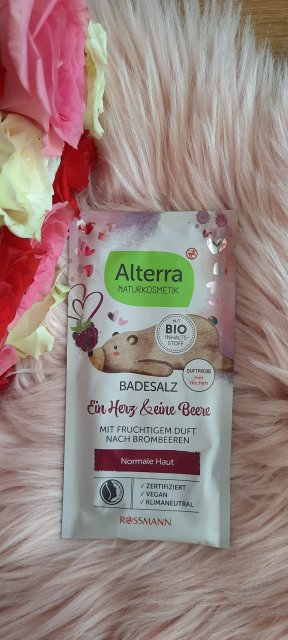 Alterra
NATURKOSMETIK
MIT
BIO
INHALTS-
STOFF
DUFTPROBE
hier
riechen
BADESALZ
Ein Herz & eine Beere
MIT FRUCHTIGEM DUFT
NACH BROMBEEREN
Normale Haut
✓ ZERTIFIZIERT
✓ VEGAN
✓ KLIMANEUTRAL
ROSSMANN